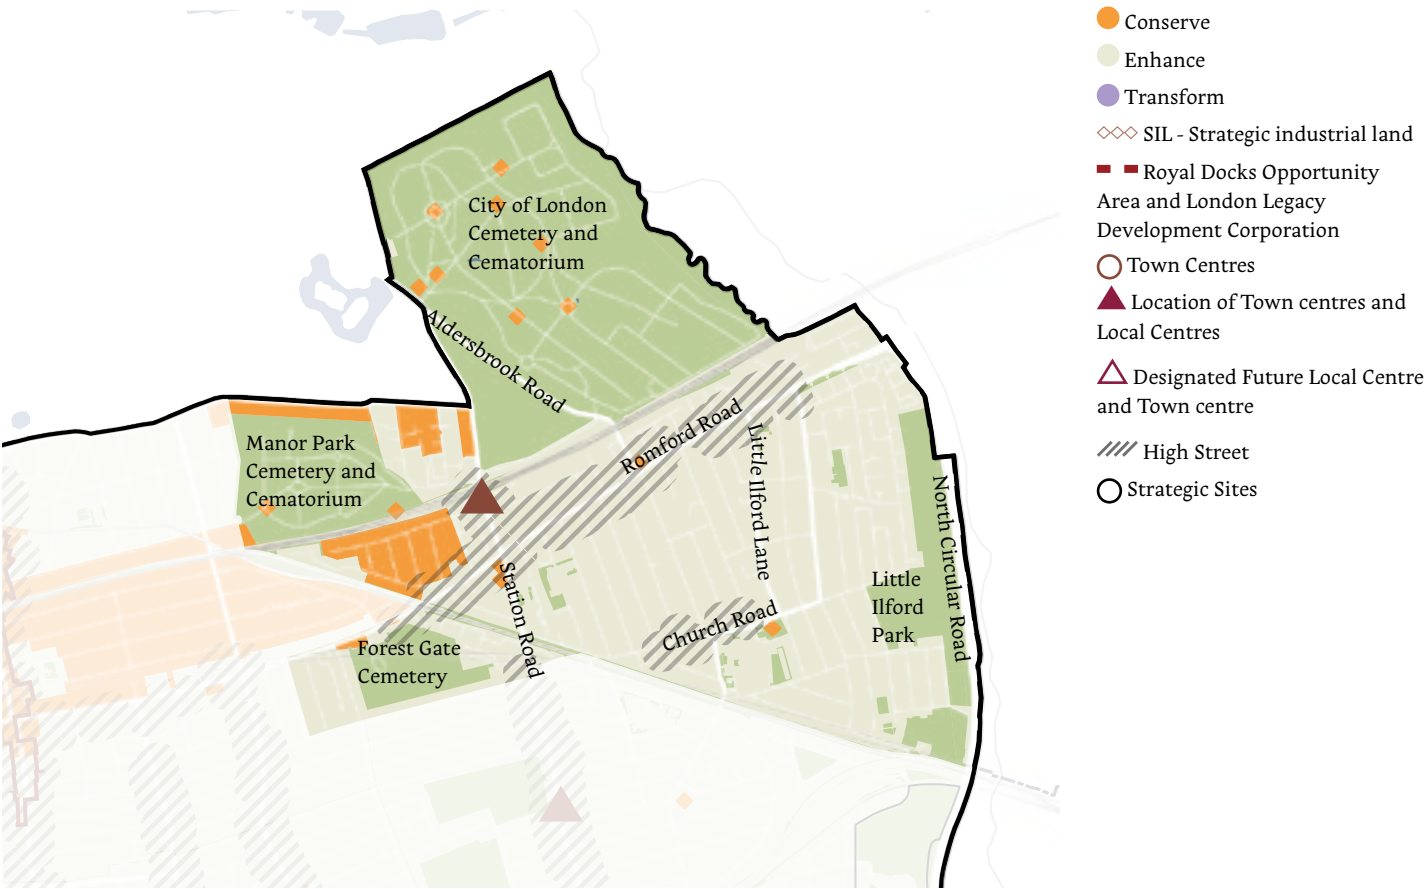 City of London
Cemetery and
Cematorium
Aldersbrook Road
Manor Park
Cemetery and
Cematorium
Romford Road
Little Ilford Lane
North Circular Road
Station Road
Little
Ilford
Park
Church Road
Forest Gate
Cemetery
Conserve
Enhance
Transform
SIL - Strategic industrial land
Royal Docks Opportunity
Area and London Legacy
Development Corporation
Town Centres
Location of Town centres and
Local Centres
Designated Future Local Centre
and Town centre
High Street
Strategic Sites